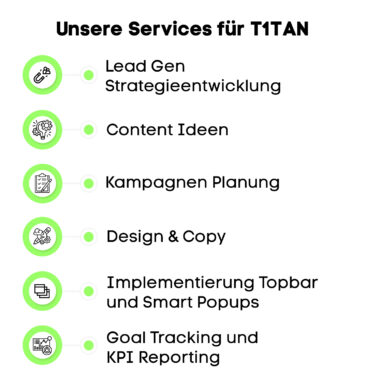 Unsere Services für T1TAN
Lead Gen
Strategieentwicklung
Content Ideen
Kampagnen Planung
Design & Copy
Implementierung Topbar
und Smart Popups
Goal Tracking und
KPI Reporting